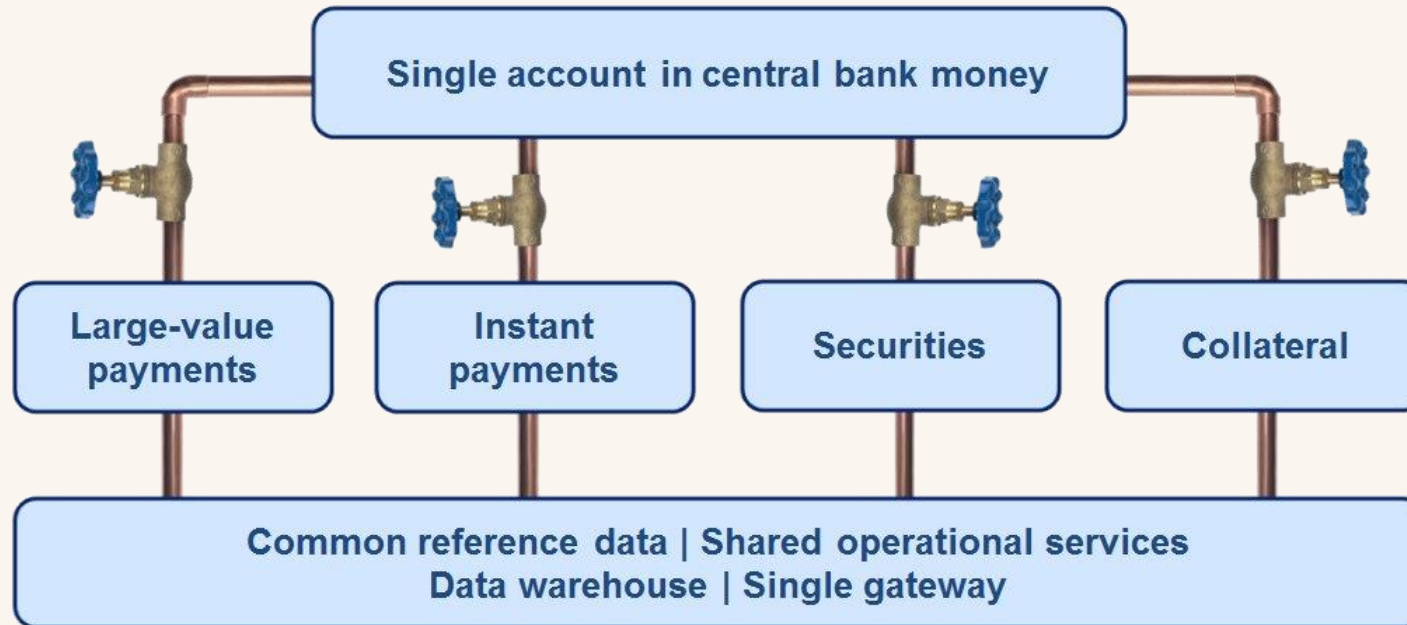 Single account in central bank money
Large-value
payments
Instant
payments
Securities
Collateral
Common reference data | Shared operational services
Data warehouse | Single gateway